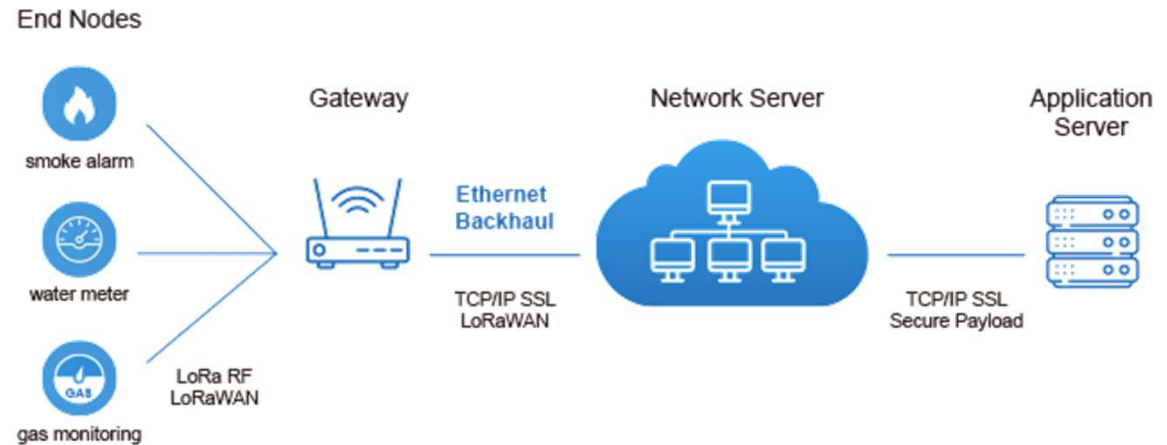 End Nodes
smoke alarm
water meter
GAS
gas monitoring
LoRa RF
LoRaWAN
Gateway
Ethernet
Backhaul
TCP/IP SSL
LoRaWAN
Network Server
TCP/IP SSL
Secure Payload
Application
Server